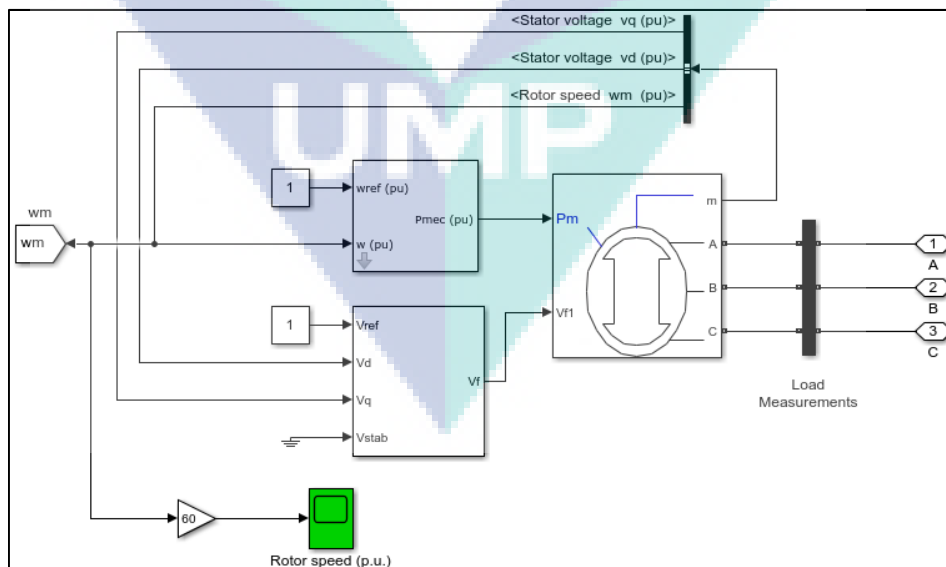 <Stator voltage vq (pu)>
<Stator voltage vd (pu)>
<Rotor speed wm (pu)>
UMP
1
wref (pu)
Pmec (pu)
w (pu)
wm
wm
Pm
m
A
B
C
Vf1
1
A
2
B
3
C
Load
Measurements
1
Vref
Vd
Vq
Vstab
Vf
60
Rotor speed (p.u.)